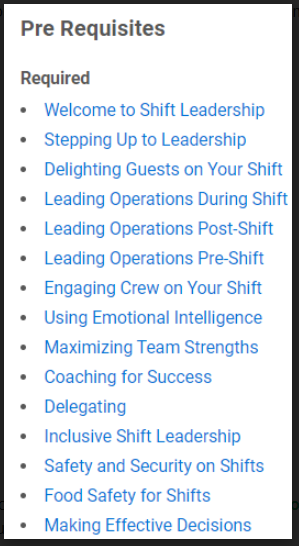 Pre Requisites
Required
Welcome to Shift Leadership
Stepping Up to Leadership
Delighting Guests on Your Shift
Leading Operations During Shift
Leading Operations Post-Shift
Leading Operations Pre-Shift
Engaging Crew on Your Shift
Using Emotional Intelligence
Maximizing Team Strengths
Coaching for Success
Delegating
Inclusive Shift Leadership
Safety and Security on Shifts
Food Safety for Shifts
Making Effective Decisions